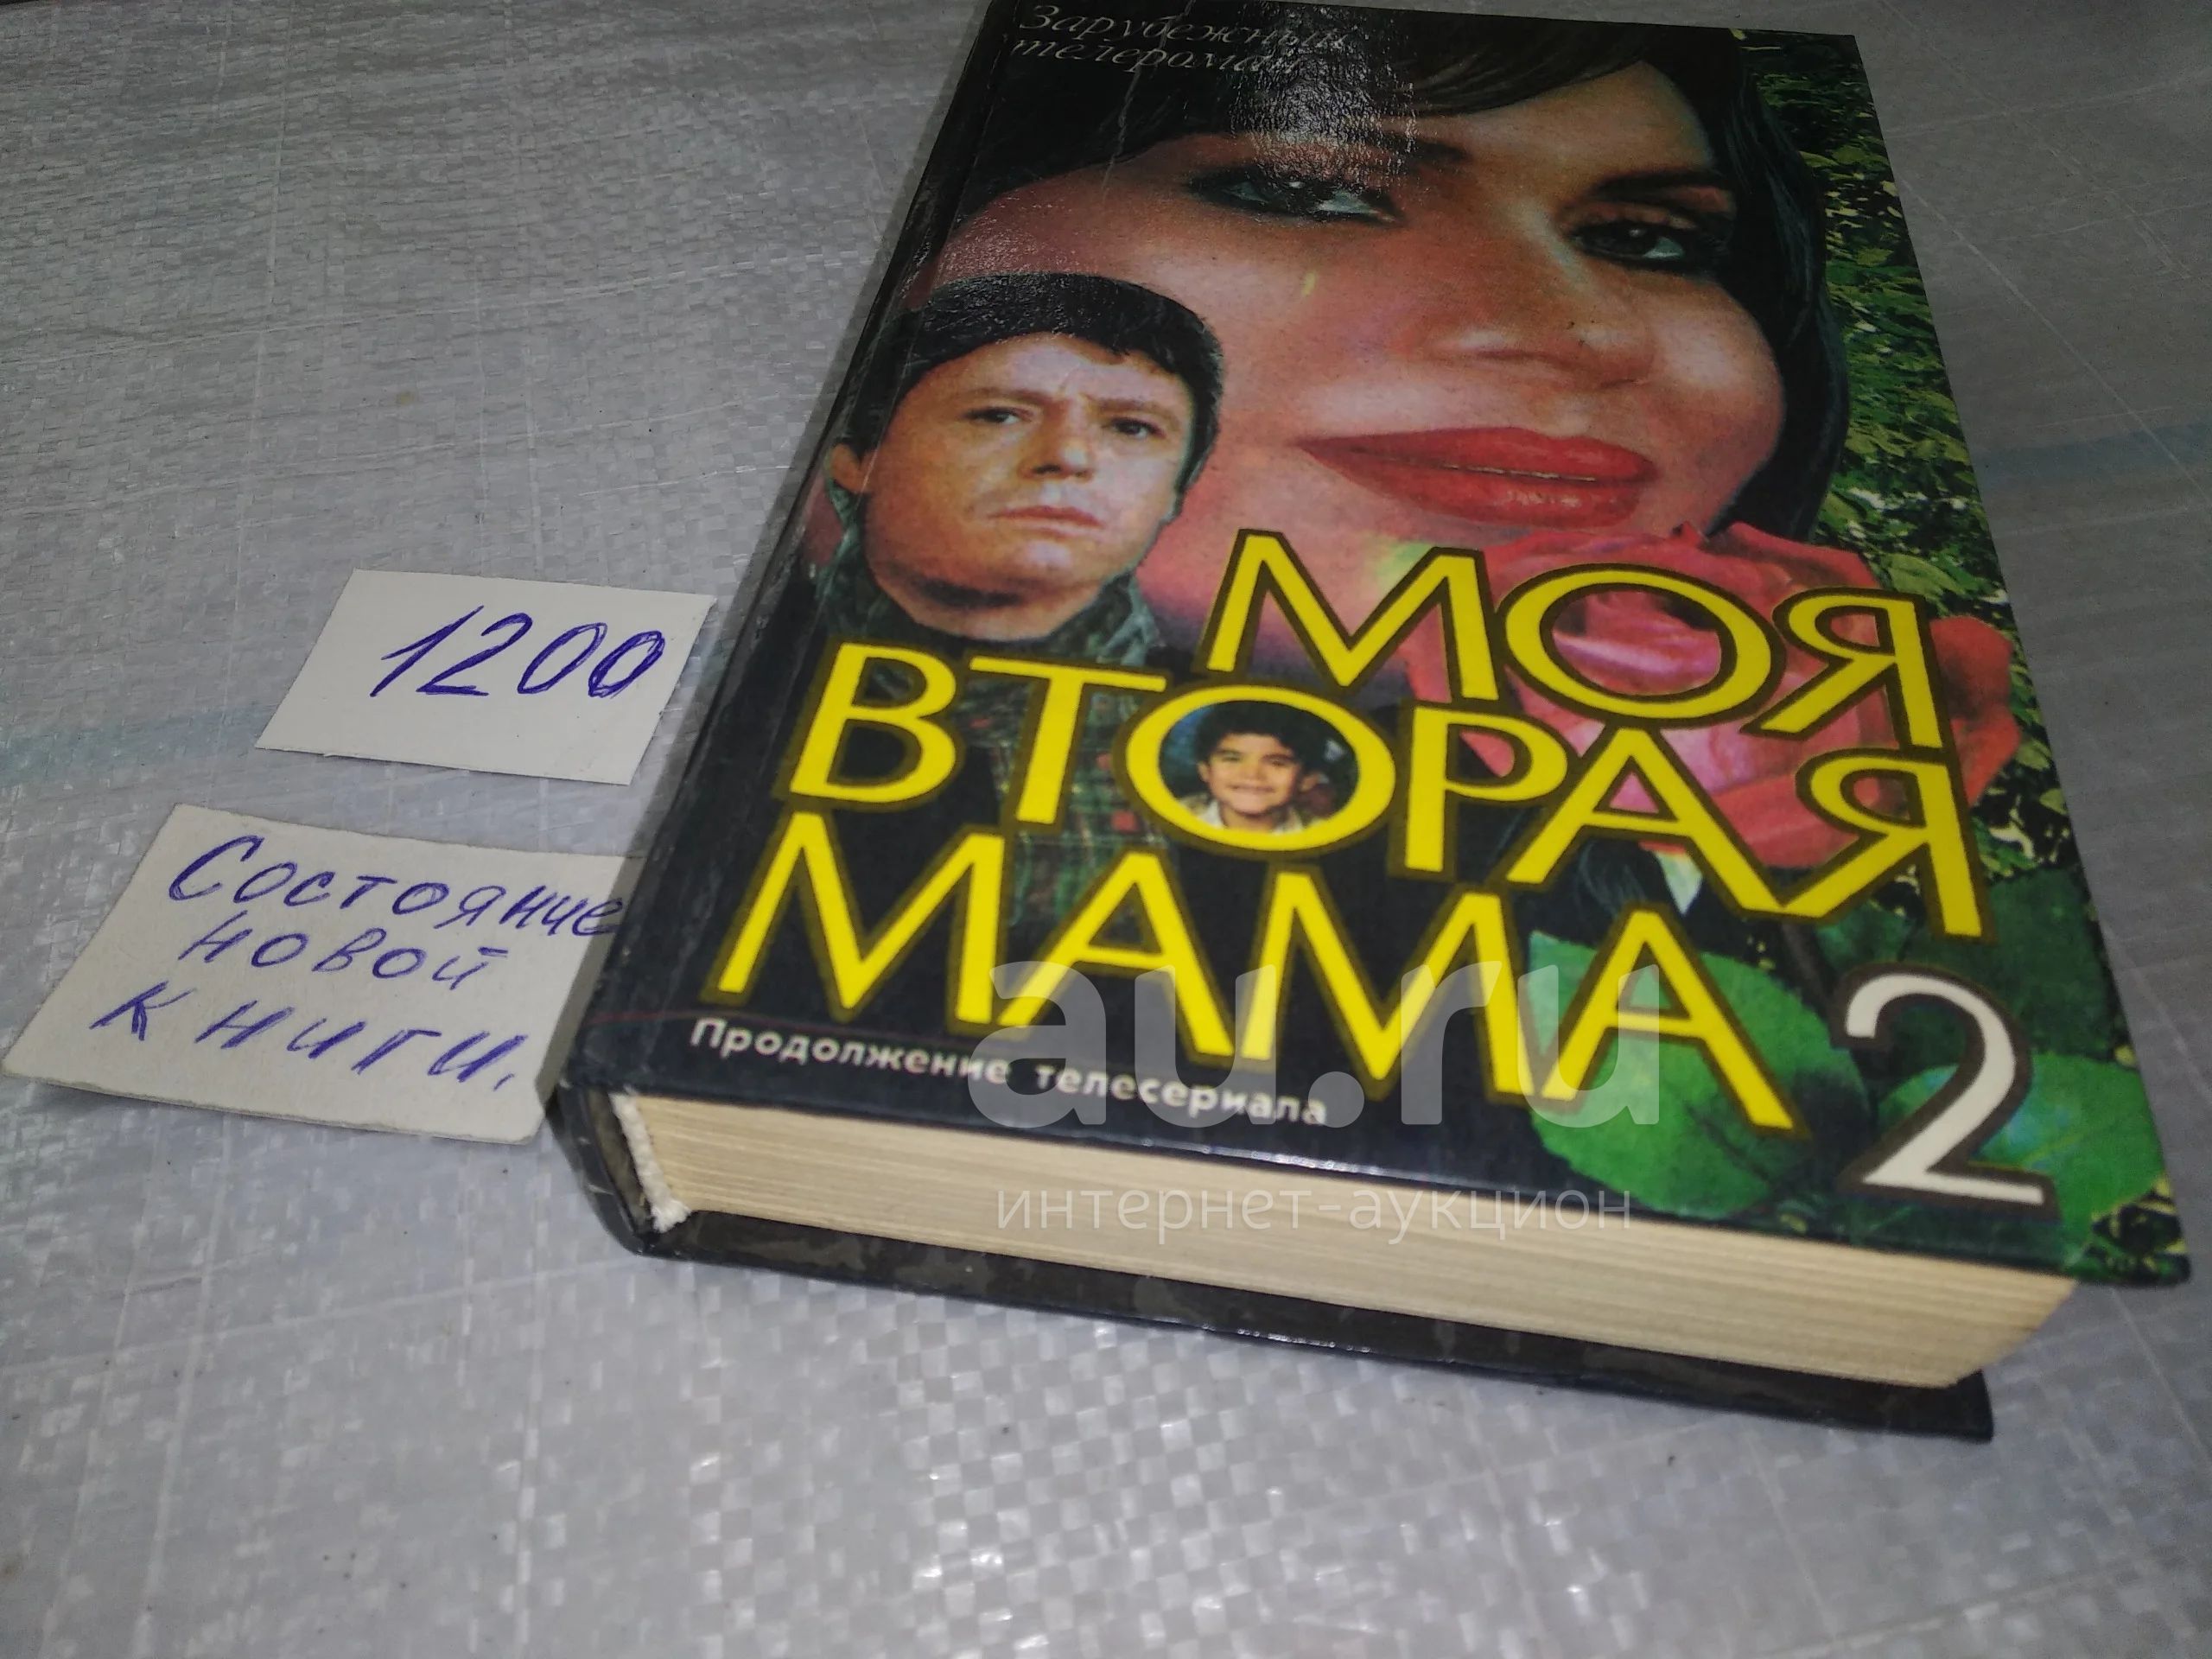 Зарубежный
телероман
МОЯ
ВТОРАЯ
МАМА
2
Продолжение телесериала
1200
Состояние
новой
книги.
au.ru
интернет-аукцион